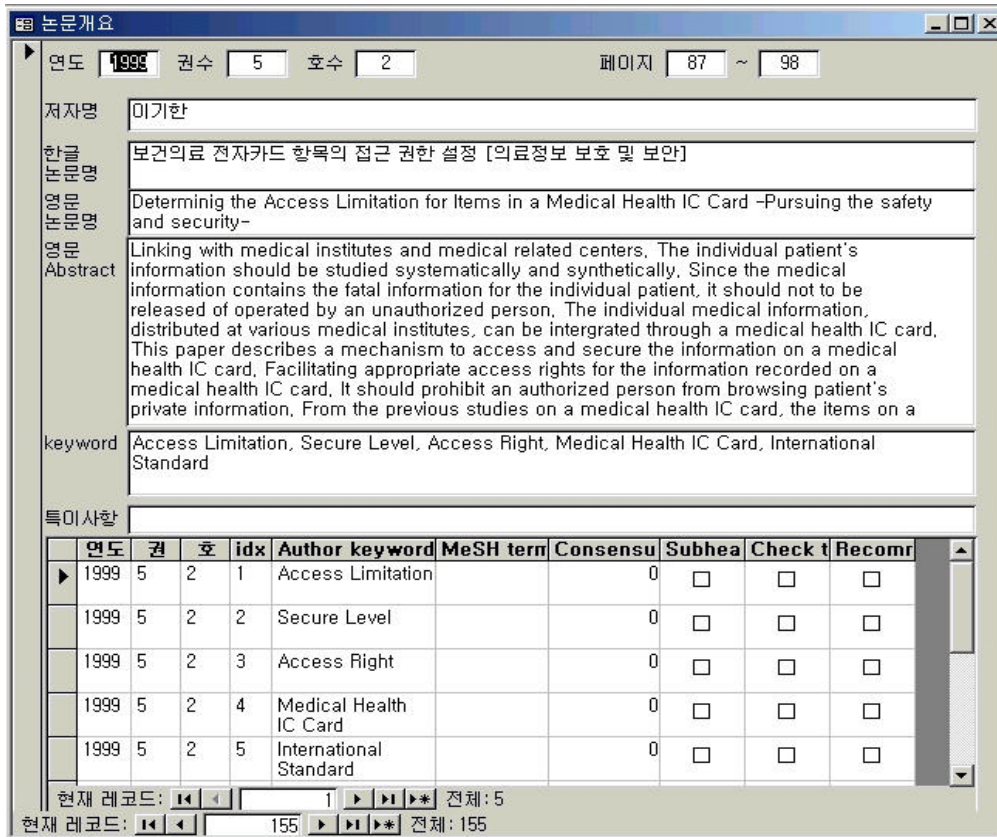 논문개요
연도 1999 권수 5 호수 2 페이지 87 ~ 98
저자명 이기한
한글 논문명 보건의료 전자카드 항목의 접근 권한 설정 [의료정보 보호 및 보안]
영문 논문명 Determinig the Access Limitation for Items in a Medical Health IC Card -Pursuing the safety
and security-
영문 Abstract Linking with medical institutes and medical related centers, The individual patient's
information should be studied systematically and synthetically, Since the medical
information contains the fatal information for the individual patient, it should not to be
released of operated by an unauthorized person, The individual medical information,
distributed at various medical institutes, can be intergrated through a medical health IC card,
This paper describes a mechanism to access and secure the information on a medical
health IC card, Facilitating appropriate access rights for the information recorded on a
medical health IC card, It should prohibit an authorized person from browsing patient's
private information, From the previous studies on a medical health IC card, the items on a
keyword Access Limitation, Secure Level, Access Right, Medical Health IC Card, International
Standard
특이사항
연도 권 호 idx Author keyword MeSH term Consensu Subhea Check t Recomr
1999 5 2 1 Access Limitation 0
1999 5 2 2 Secure Level 0
1999 5 2 3 Access Right 0
1999 5 2 4 Medical Health
IC Card 0
1999 5 2 5 International
Standard 0
현재 레코드: 1 전체:5
현재 레코드: 155 전체:155